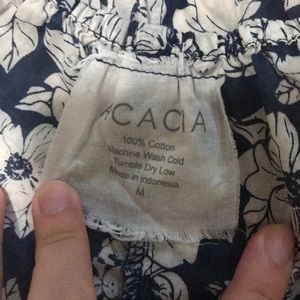 ACACIA
100% Cotton
Machine Wash Cold
Tumble Dry Low
Made in Indonesia
M